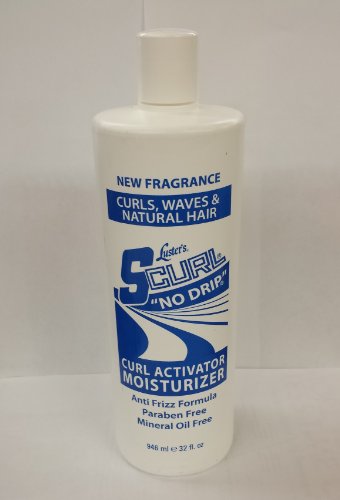 NEW FRAGRANCE
CURLS, WAVES &
NATURAL HAIR
Luster's®
SCURL®
"NO DRIP"®
CURL ACTIVATOR
MOISTURIZER
Anti Frizz Formula
Paraben Free
Mineral Oil Free
946 ml ℮ 32 fl. oz